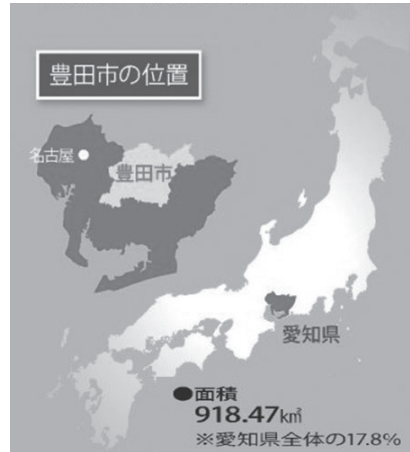 豊田市の位置
名古屋
豊田市
愛知県
●面積
918.47k㎡
※愛知県全体の17.8%